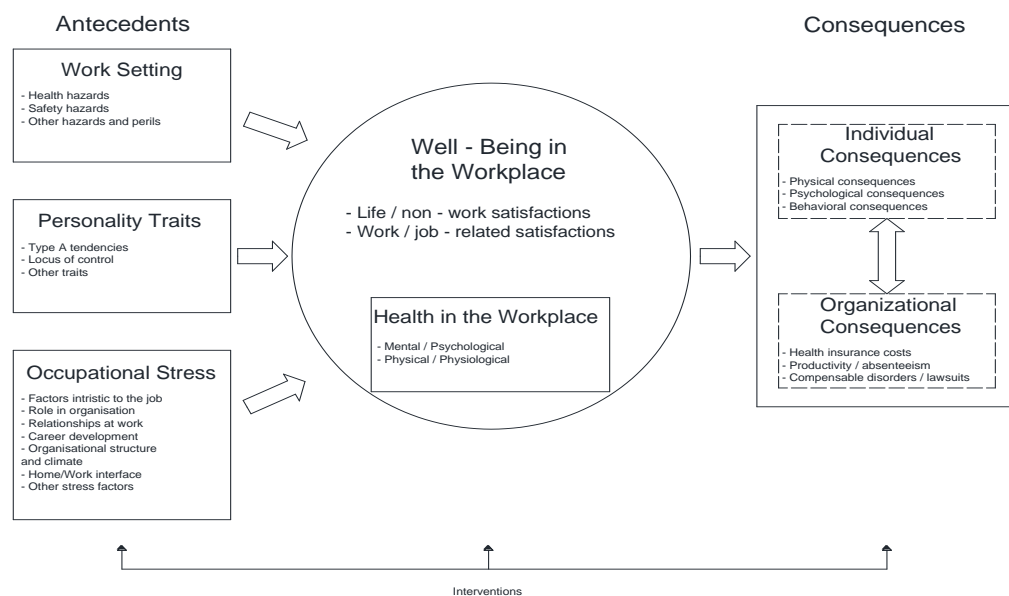 Antecedents
Work Setting
- Health hazards
- Safety hazards
- Other hazards and perils
Personality Traits
- Type A tendencies
- Locus of control
- Other traits
Occupational Stress
- Factors intristic to the job
- Role in organisation
- Relationships at work
- Career development
- Organisational structure
and climate
- Home/Work interface
- Other stress factors
Well - Being in
the Workplace
- Life / non - work satisfactions
- Work / job - related satisfactions
Health in the Workplace
- Mental / Psychological
- Physical / Physiological
Consequences
Individual
Consequences
- Physical consequences
- Psychological consequences
- Behavioral consequences
Organizational
Consequences
- Health insurance costs
- Productivity / absenteeism
- Compensable disorders / lawsuits
Interventions